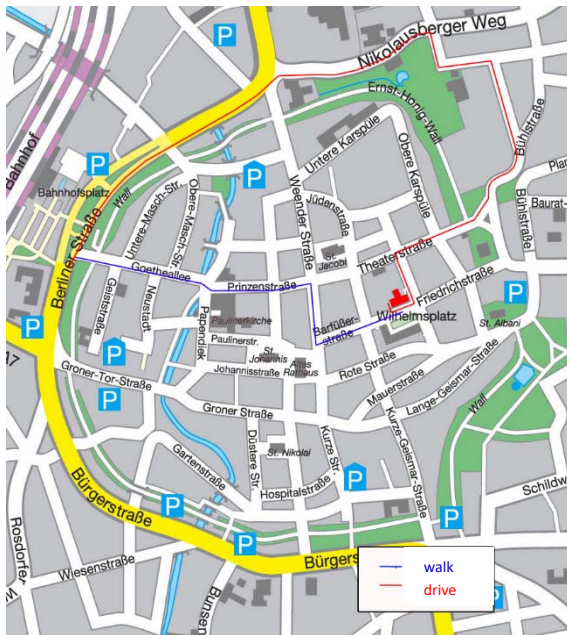 P
Nikolausberger Weg
Ernst-Honig-Wall
Untere Karspüle
Obere Karspüle
Bühlstraße
Bahnhof
P
Bahnhofsplatz
Wall
P
Untere-Masch-Str.
Obere-Masch-Str.
Weender Straße
Jüdenstraße
Plan
Bühlstraße
Baurat-
Berliner Straße
Goetheallee
Prinzenstraße
St.
Jacobi
Theaterstraße
Friedrichstraße
P
Geiststraße
Neustadt
Papendiek
Paulinerkirche
Barfüßer-
straße
Wilhelmsplatz
St. Albani
P
A7
P
Paulinerstr.
St.
Johannis
Altes
Rathaus
Johannisstraße
Rote Straße
Mauerstraße
Lange-Geismar-Straße
Wall
Groner-Tor-Straße
P
Groner Straße
Kurze-Geismar-Straße
Düstere Str.
St. Nikolai
Kurze Str.
Gartenstraße
Hospitalstraße
P
Schildw
Bürgerstraße
P
P
P
Rosdorfer
Wiesenstraße
Bunsen
Bürgers
walk
drive
P